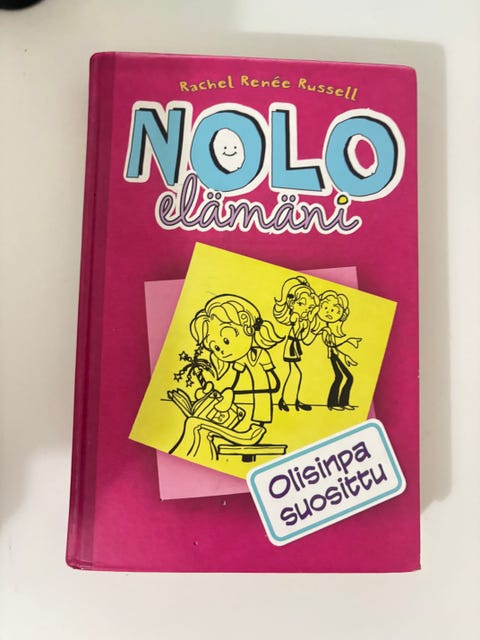 Rachel Renée Russell
NOLO
elämäni
Olisinpa
suosittu